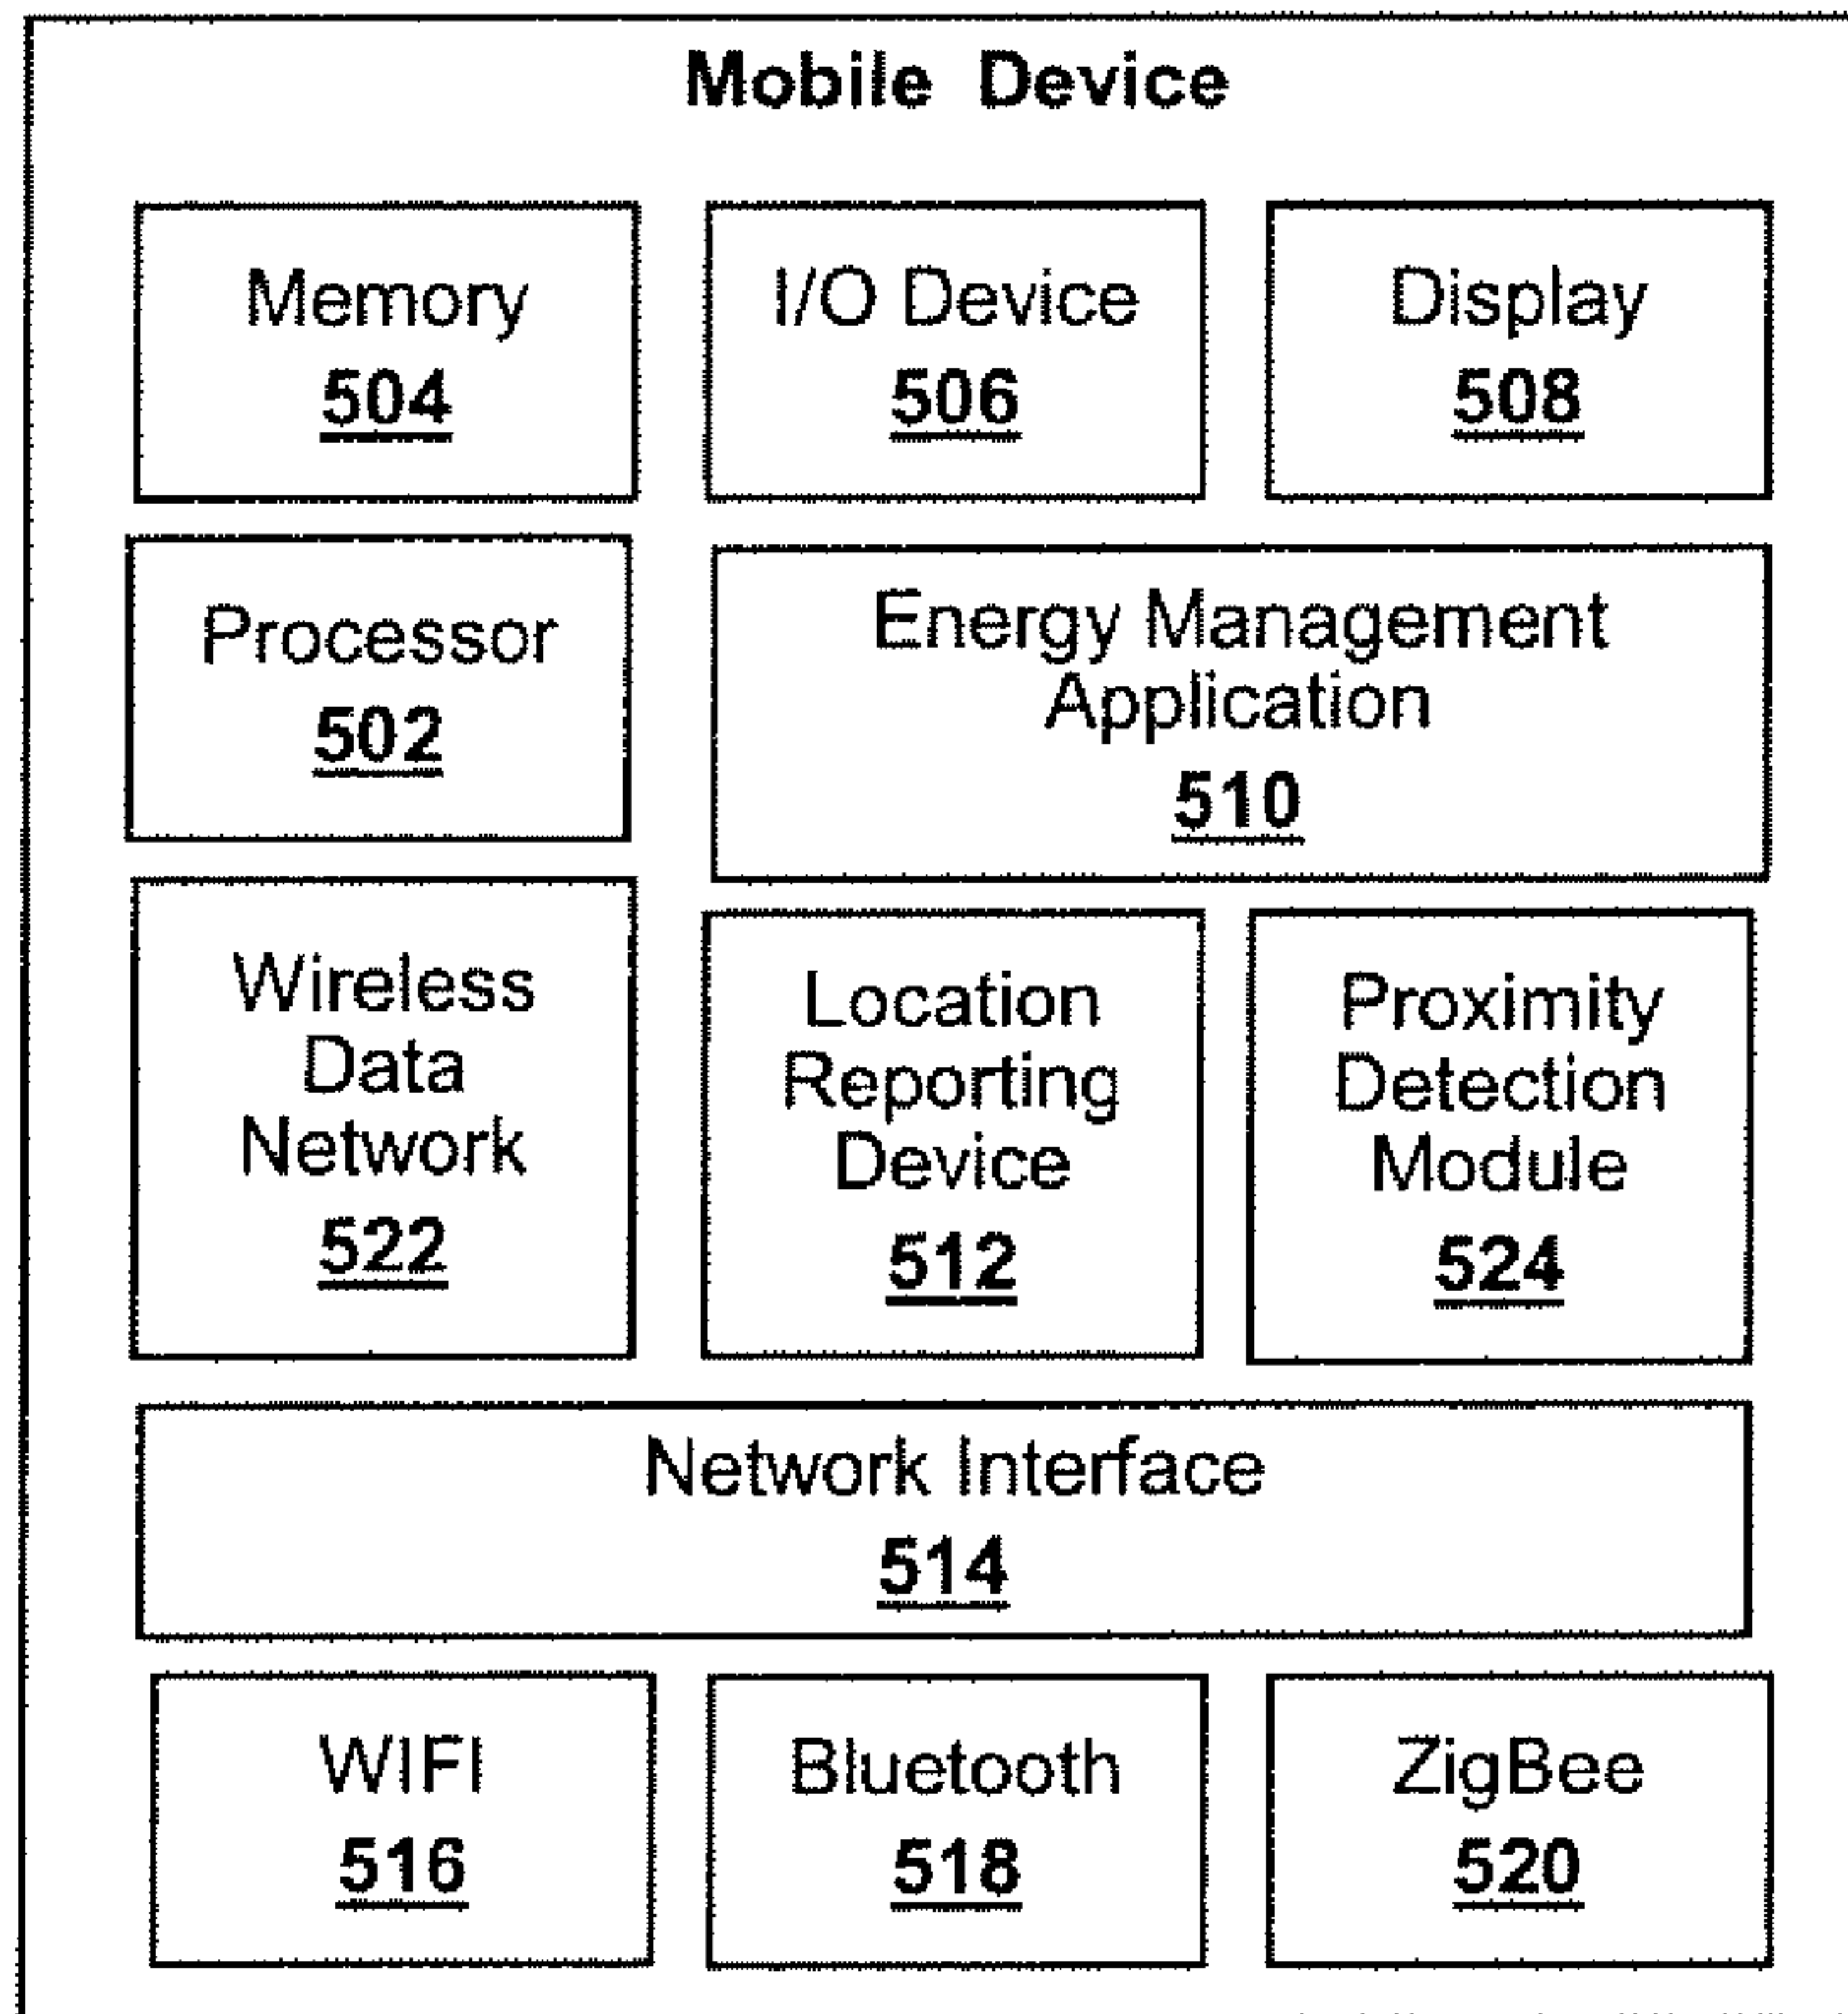 Mobile Device
Memory
504
I/O Device
506
Display
508
Processor
502
Energy Management
Application
510
Wireless
Data
Network
522
Location
Reporting
Device
512
Proximity
Detection
Module
524
Network Interface
514
WIFI
516
Bluetooth
518
ZigBee
520